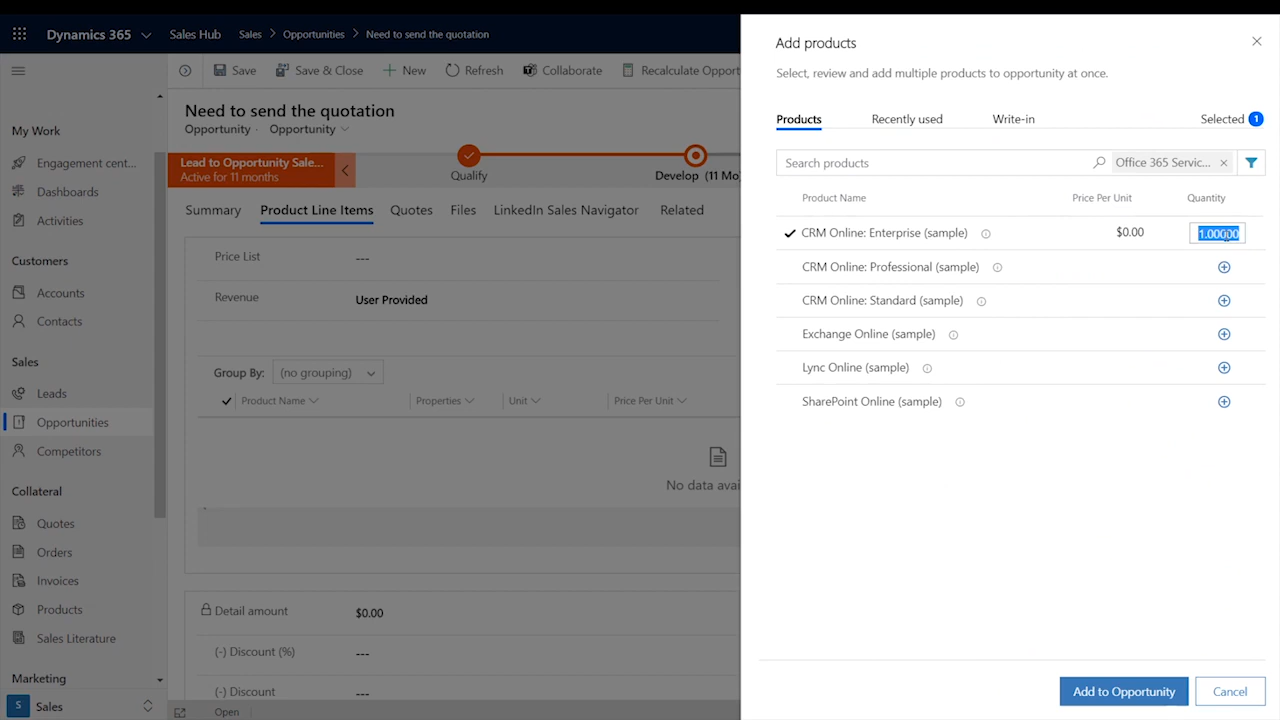 Dynamics 365
Sales Hub
Sales > Opportunities > Need to send the quotation
Save
Save & Close
New
Refresh
Collaborate
Recalculate Opport
My Work
Engagement cent...
Dashboards
Activities
Customers
Accounts
Contacts
Sales
Leads
Opportunities
Competitors
Collateral
Quotes
Orders
Invoices
Products
Sales Literature
Marketing
S Sales
Need to send the quotation
Opportunity · Opportunity
Lead to Opportunity Sale...
Active for 11 months
Qualify
Develop (11 Mo
Summary Product Line Items Quotes Files LinkedIn Sales Navigator Related
Price List ---
Revenue User Provided
Group By: (no grouping)
Product Name Properties Unit Price Per Unit
No data avai
Detail amount $0.00
(-) Discount (%) ---
(-) Discount ---
Open
Add products
Select, review and add multiple products to opportunity at once.
Products Recently used Write-in Selected 1
Search products Office 365 Servic...
Product Name Price Per Unit Quantity
CRM Online: Enterprise (sample) $0.00 1.00000
CRM Online: Professional (sample)
CRM Online: Standard (sample)
Exchange Online (sample)
Lync Online (sample)
SharePoint Online (sample)
Add to Opportunity Cancel